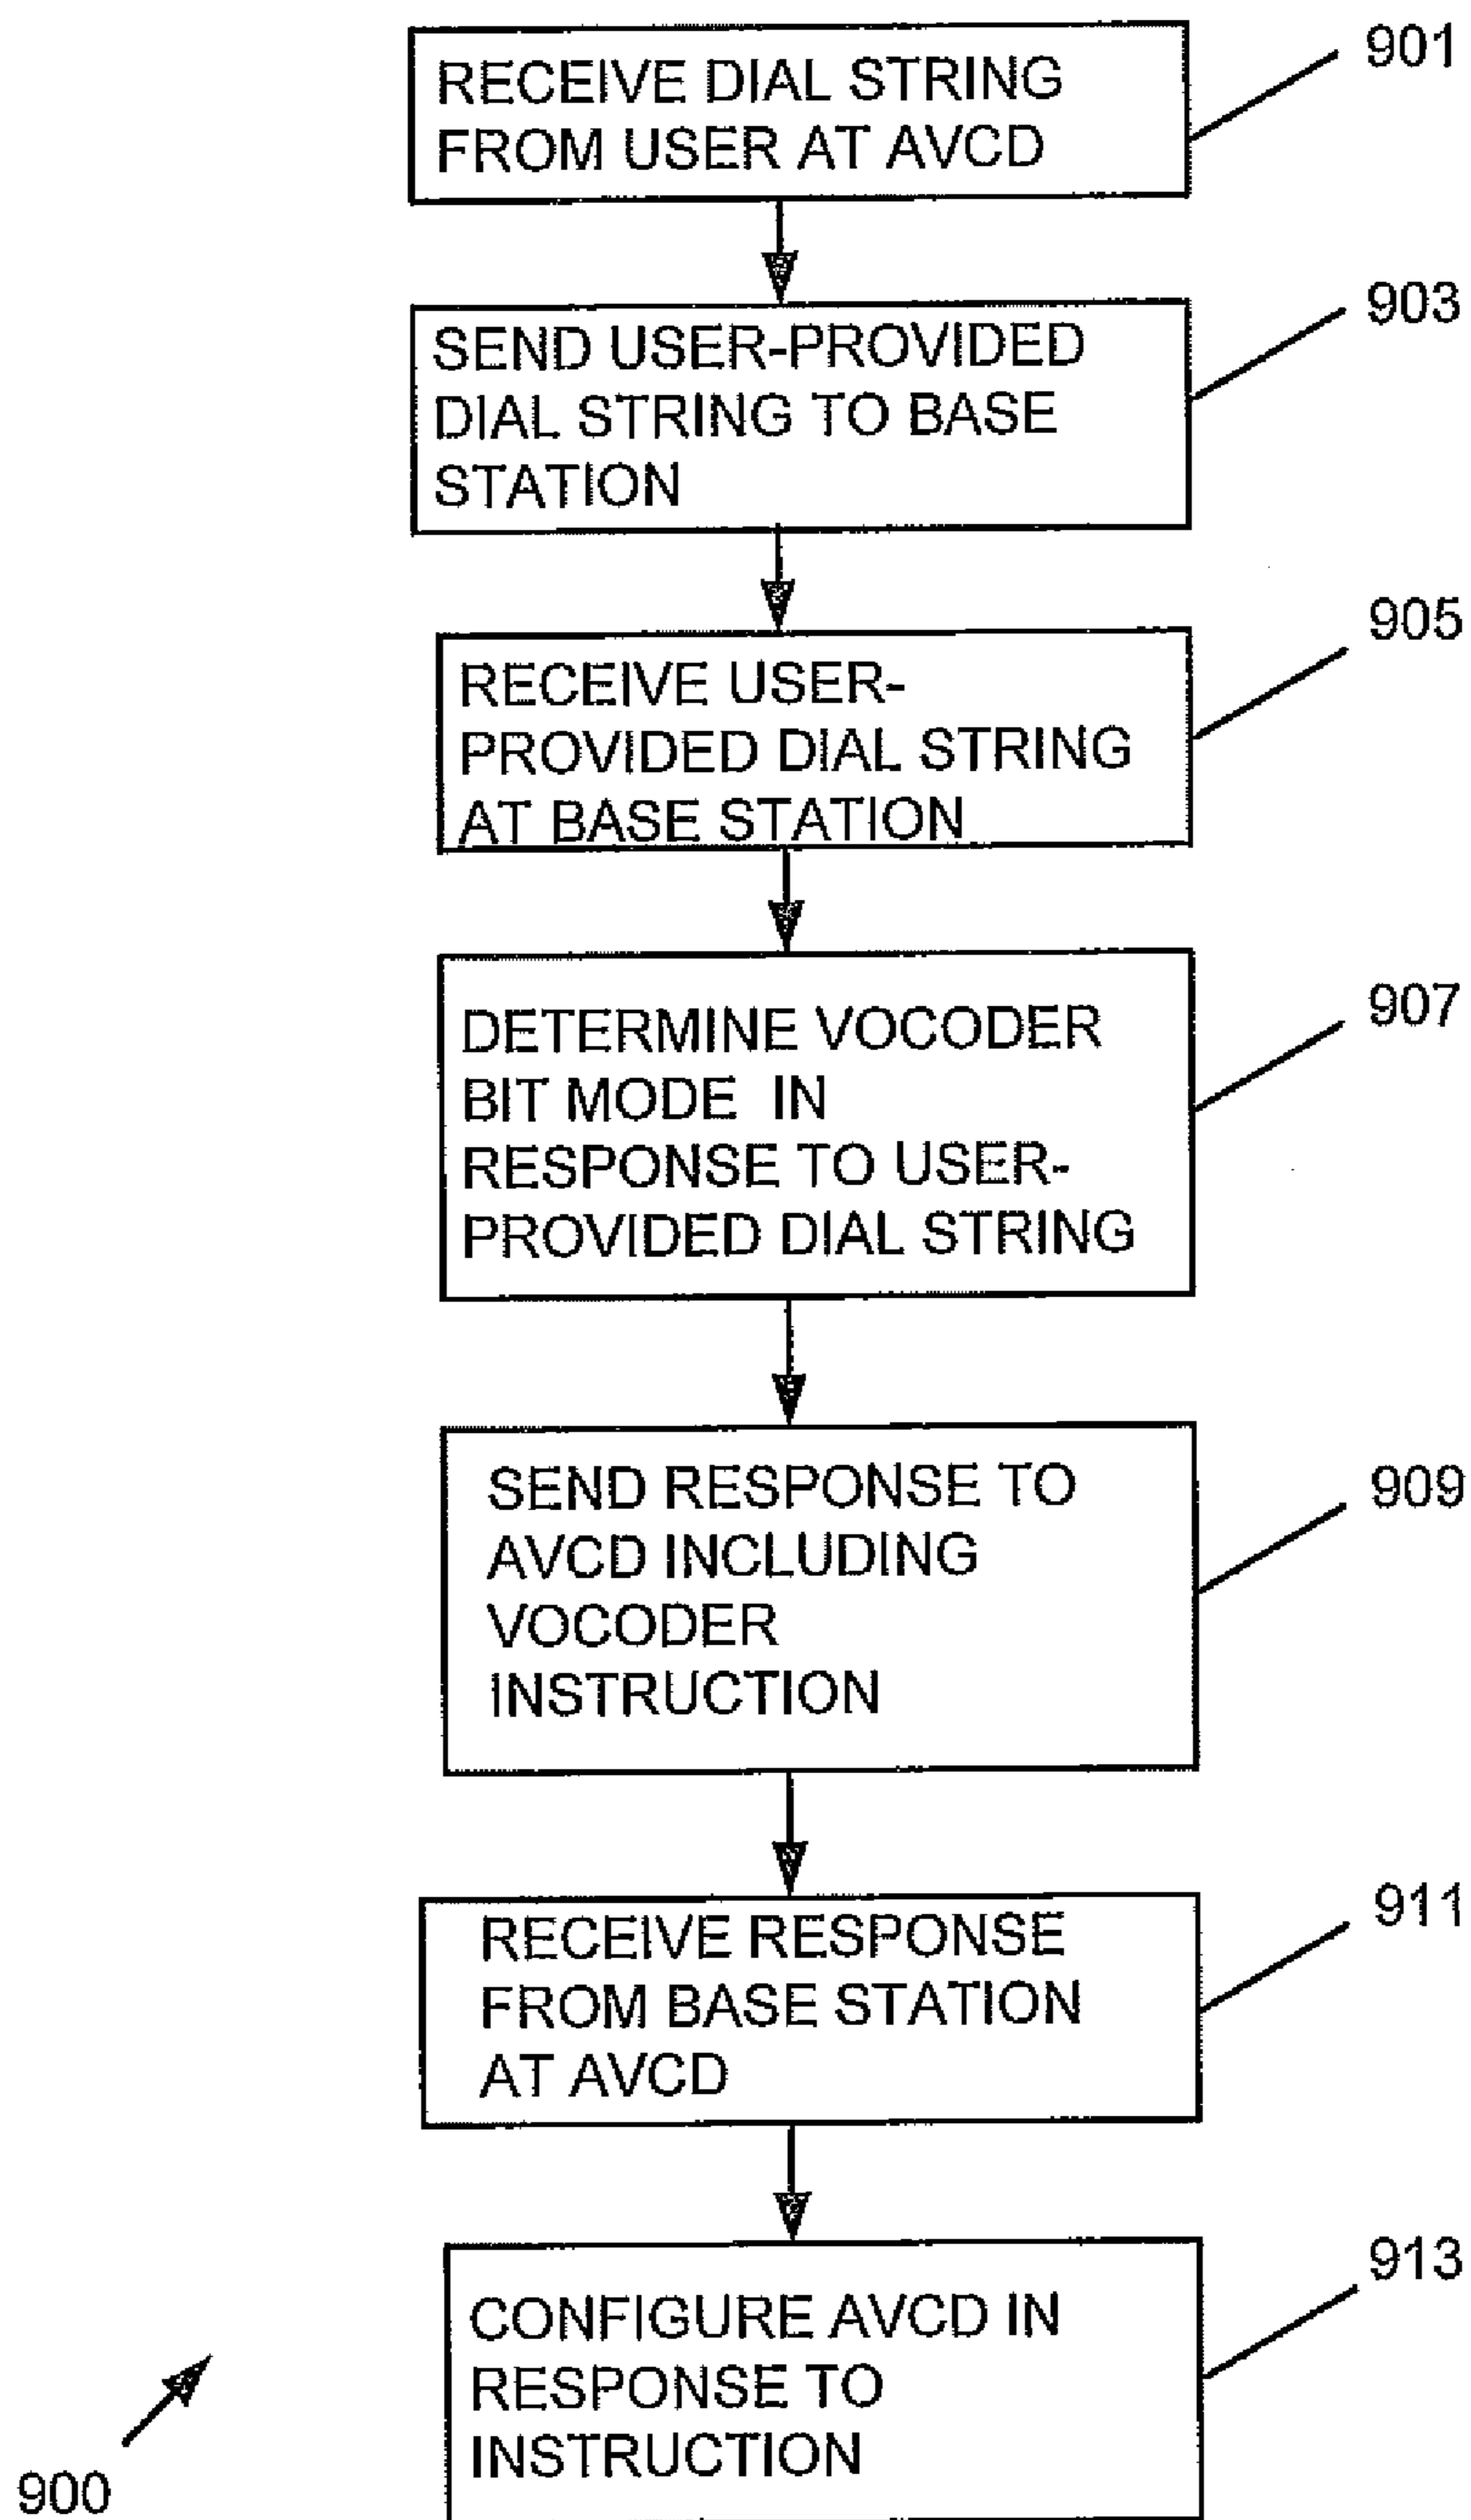 901
RECEIVE DIAL STRING
FROM USER AT AVCD
903
SEND USER-PROVIDED
DIAL STRING TO BASE
STATION
905
RECEIVE USER-
PROVIDED DIAL STRING
AT BASE STATION
907
DETERMINE VOCODER
BIT MODE IN
RESPONSE TO USER-
PROVIDED DIAL STRING
909
SEND RESPONSE TO
AVCD INCLUDING
VOCODER
INSTRUCTION
911
RECEIVE RESPONSE
FROM BASE STATION
AT AVCD
913
CONFIGURE AVCD IN
RESPONSE TO
INSTRUCTION
900